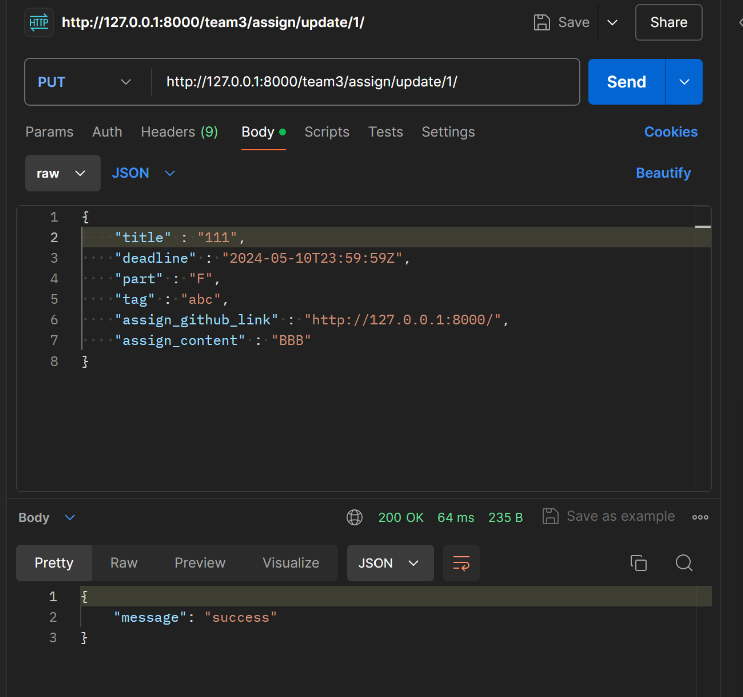 HTTP http://127.0.0.1:8000/team3/assign/update/1/ Save Share
PUT http://127.0.0.1:8000/team3/assign/update/1/ Send
Params Auth Headers (9) Body Scripts Tests Settings Cookies
raw JSON Beautify
1 {
2 "title" : "111",
3 "deadline" : "2024-05-10T23:59:59Z",
4 "part" : "F",
5 "tag" : "abc",
6 "assign_github_link" : "http://127.0.0.1:8000/",
7 "assign_content" : "BBB"
8 }
Body 200 OK 64 ms 235 B Save as example
Pretty Raw Preview Visualize JSON
1 {
2 "message": "success"
3 }